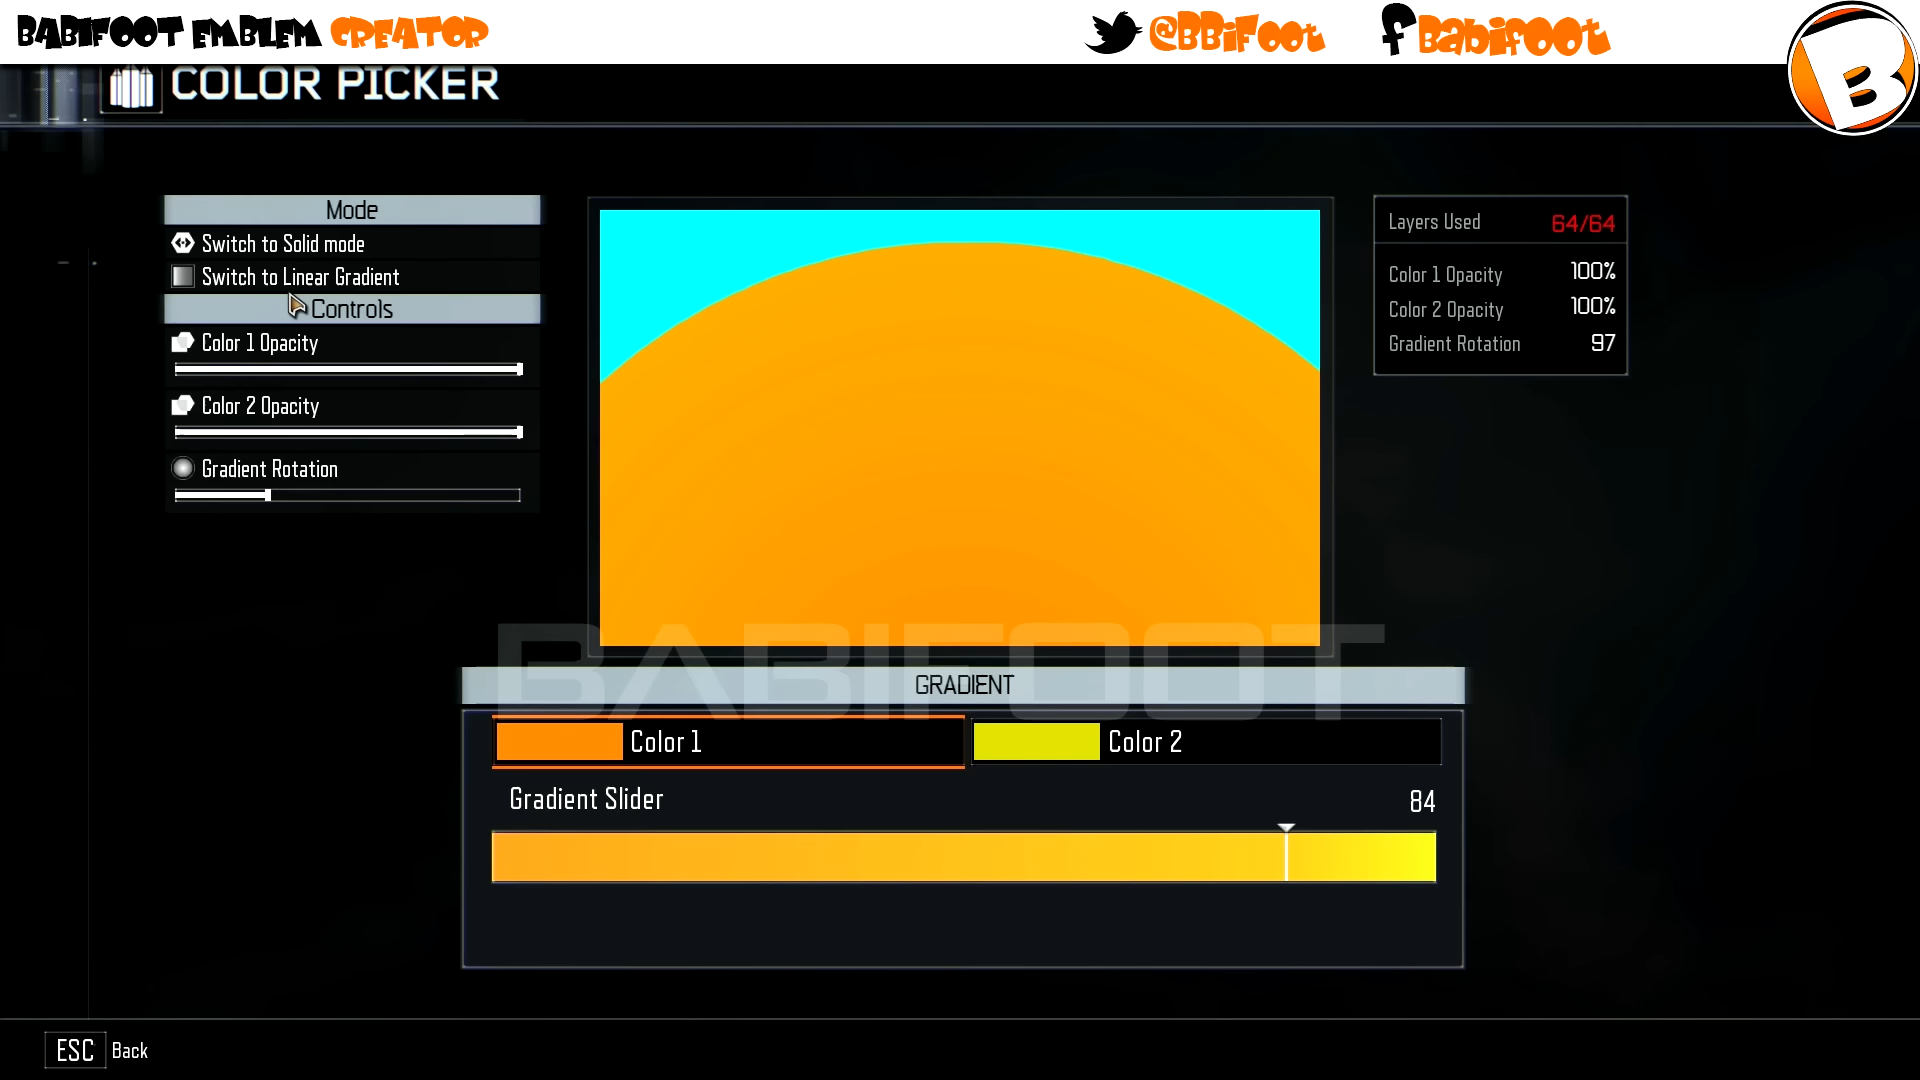 BABIFOOT EMBLEM CREATOR
@BBiFoot
fBabifoot
B
COLOR PICKER
Mode
Switch to Solid mode
Switch to Linear Gradient
Controls
Color 1 Opacity
Color 2 Opacity
Gradient Rotation
Layers Used 64/64
Color 1 Opacity 100%
Color 2 Opacity 100%
Gradient Rotation 97
BABIFOOT
GRADIENT
Color 1
Color 2
Gradient Slider 84
ESC Back